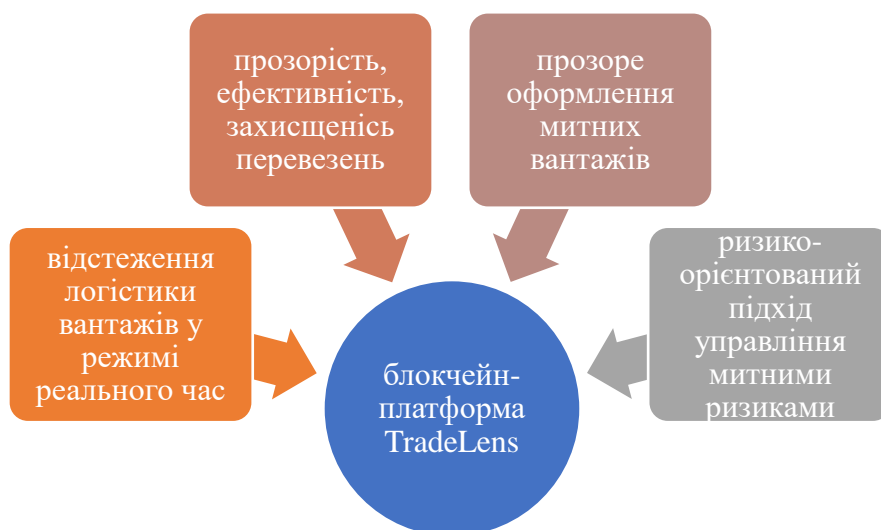 прозорість,
ефективність,
захисщенісь
перевезень
прозоре
оформлення
митних
вантажів
відстеження
логістики
вантажів у
режимі
реального час
ризико-
орієнтований
підхід
управління
митними
ризиками
блокчейн-
платформа
TradeLens